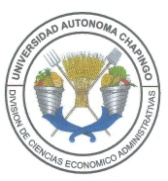 UNIVERSIDAD AUTONOMA CHAPINGO
DIVISION DE CIENCIAS ECONOMICO ADMINISTRATIVAS